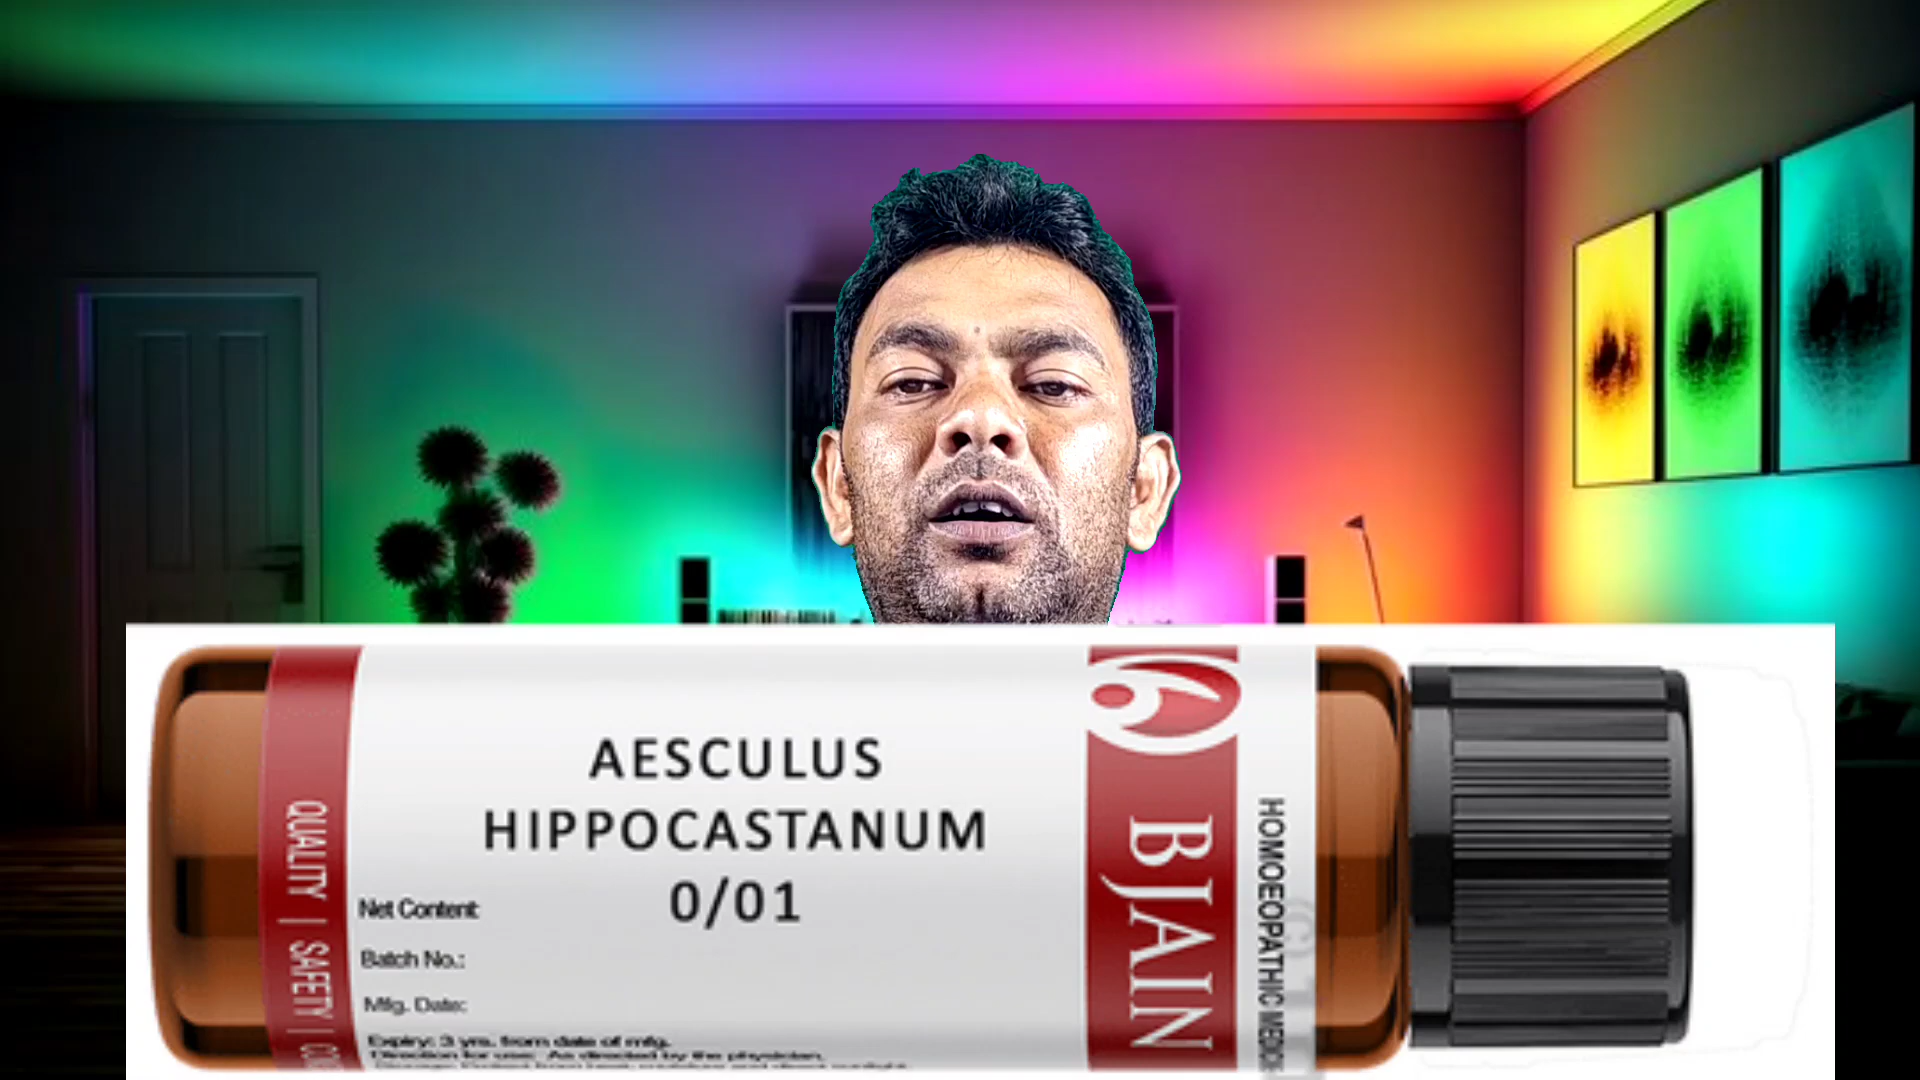 AESCULUS
HIPPOCASTANUM
0/01
Net Content:
Batch No.:
Mfg. Date:
Expiry: 3 yrs. from date of mfg.
Direction for use: As directed by the physician.
QUALITY | SAFETY |
BJAIN
HOMOEOPATHIC